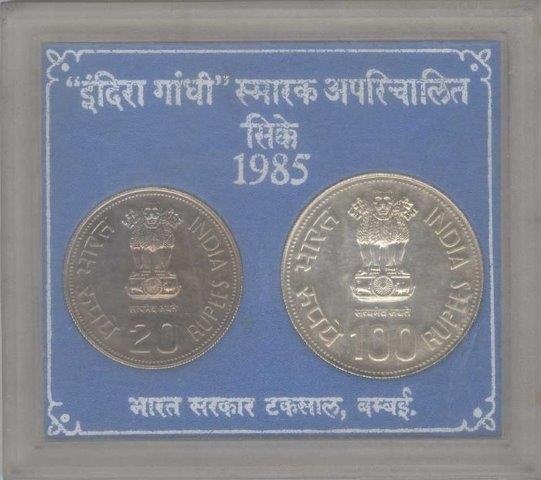 “इंदिरा गांधी” स्मारक अपरिचालित
सिक्के
1985
भारत
INDIA
सत्यमेव जयते
रुपये
20
RUPEES
भारत
INDIA
सत्यमेव जयते
रुपये
100
RUPEES
भारत सरकार टकसाल, बम्बई.